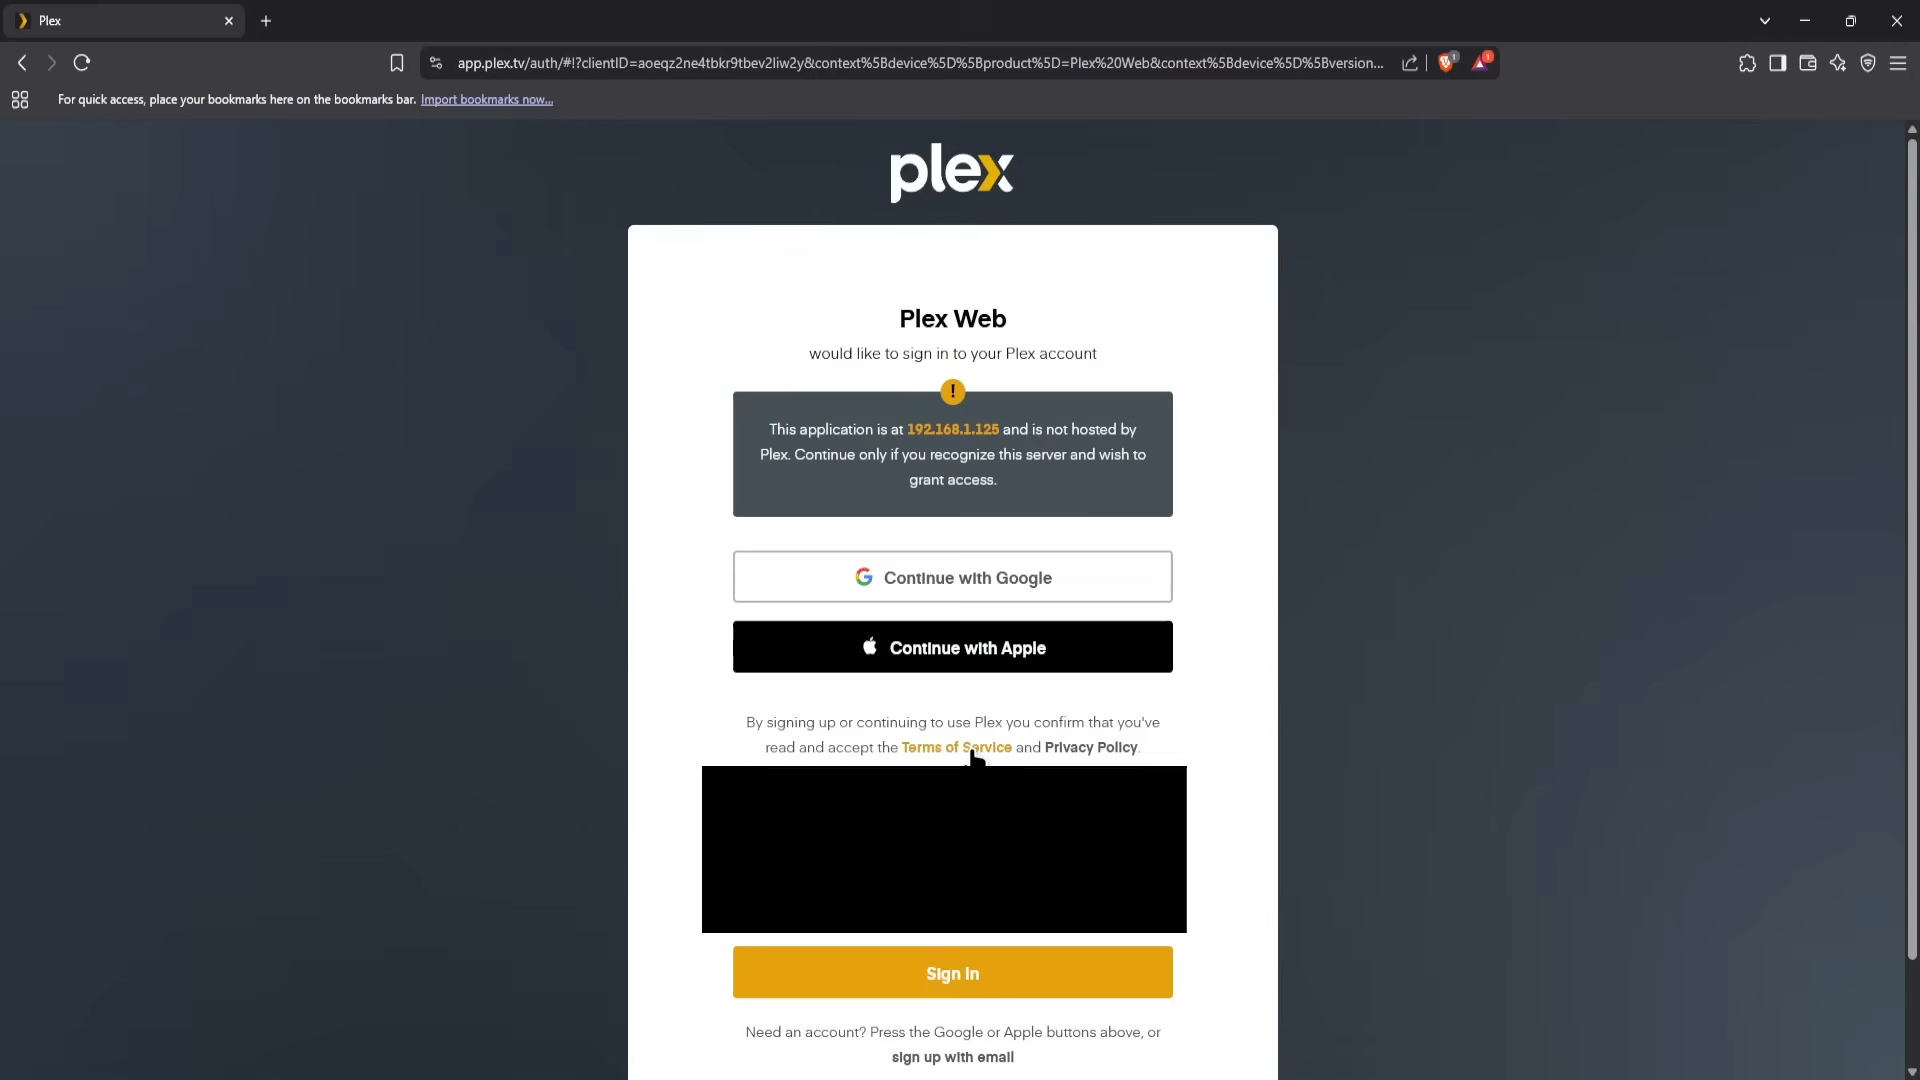 Plex
app.plex.tv/auth/#!?clientID=aoeqz2ne4tbkr9tbev2liw2y&context%5Bdevice%5D%5Bproduct%5D=Plex%20Web&context%5Bdevice%5D%5Bversion...
1
1
For quick access, place your bookmarks here on the bookmarks bar. Import bookmarks now...
plex
Plex Web
would like to sign in to your Plex account
!
This application is at 192.168.1.125 and is not hosted by
Plex. Continue only if you recognize this server and wish to
grant access.
Continue with Google
Continue with Apple
By signing up or continuing to use Plex you confirm that you've
read and accept the Terms of Service and Privacy Policy.
Sign In
Need an account? Press the Google or Apple buttons above, or
sign up with email